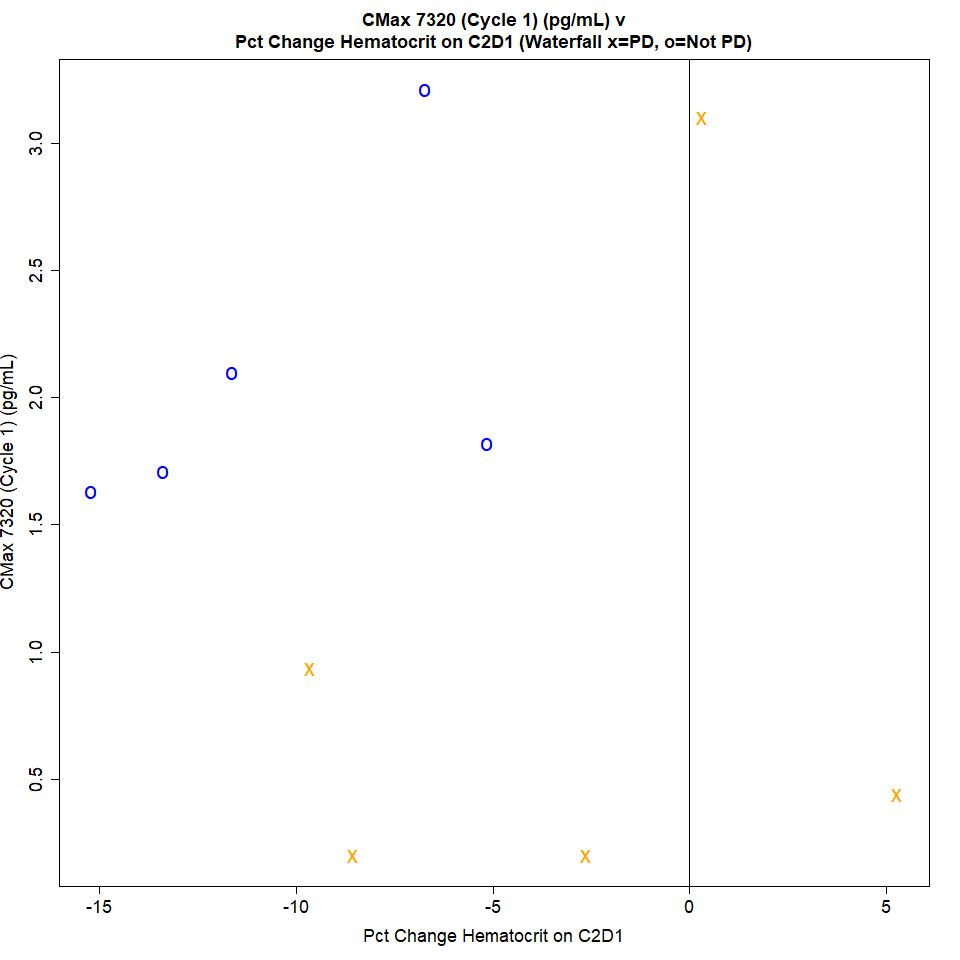 CMax 7320 (Cycle 1) (pg/mL) v
Pct Change Hematocrit on C2D1 (Waterfall x=PD, o=Not PD)
CMax 7320 (Cycle 1) (pg/mL)
3.0
2.5
2.0
1.5
1.0
0.5
o
x
o
o
o
o
x
x
x
x
-15
-10
-5
0
5
Pct Change Hematocrit on C2D1